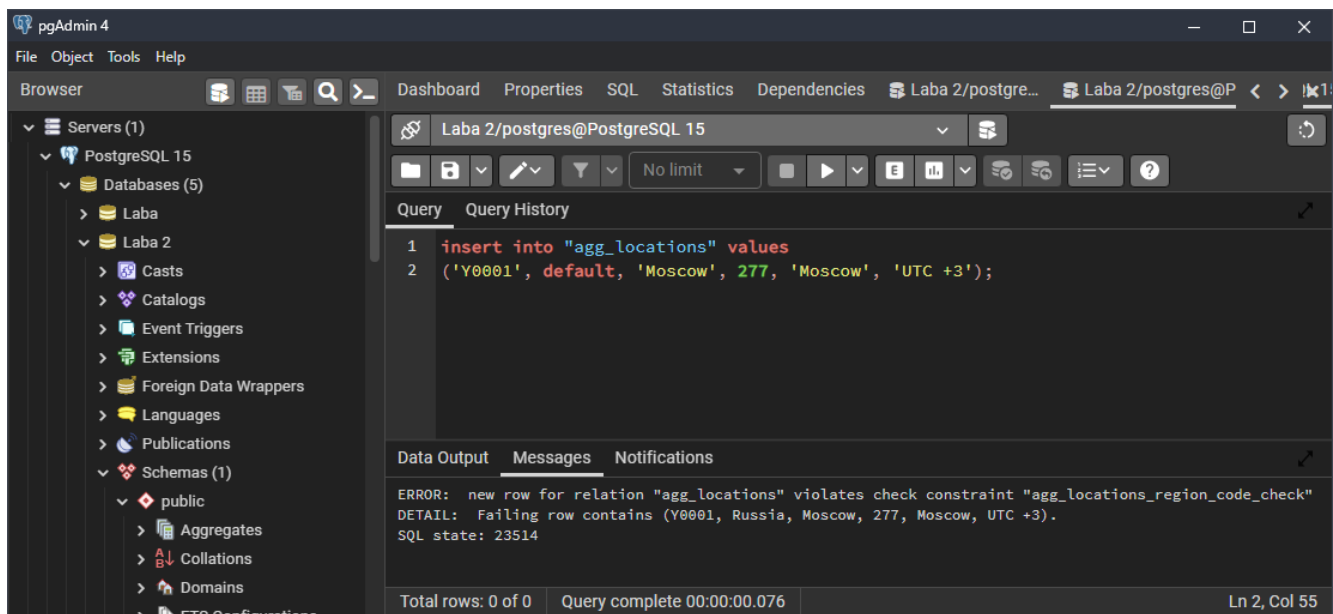 pgAdmin 4
File Object Tools Help
Browser
Dashboard Properties SQL Statistics Dependencies Laba 2/postgre... Laba 2/postgres@P
Servers (1)
PostgreSQL 15
Databases (5)
Laba
Laba 2
Casts
Catalogs
Event Triggers
Extensions
Foreign Data Wrappers
Languages
Publications
Schemas (1)
public
Aggregates
Collations
Domains
Laba 2/postgres@PostgreSQL 15
No limit
E
Query Query History
1 insert into "agg_locations" values
2 ('Y0001', default, 'Moscow', 277, 'Moscow', 'UTC +3');
Data Output Messages Notifications
ERROR: new row for relation "agg_locations" violates check constraint "agg_locations_region_code_check"
DETAIL: Failing row contains (Y0001, Russia, Moscow, 277, Moscow, UTC +3).
SQL state: 23514
Total rows: 0 of 0 Query complete 00:00:00.076 Ln 2, Col 55